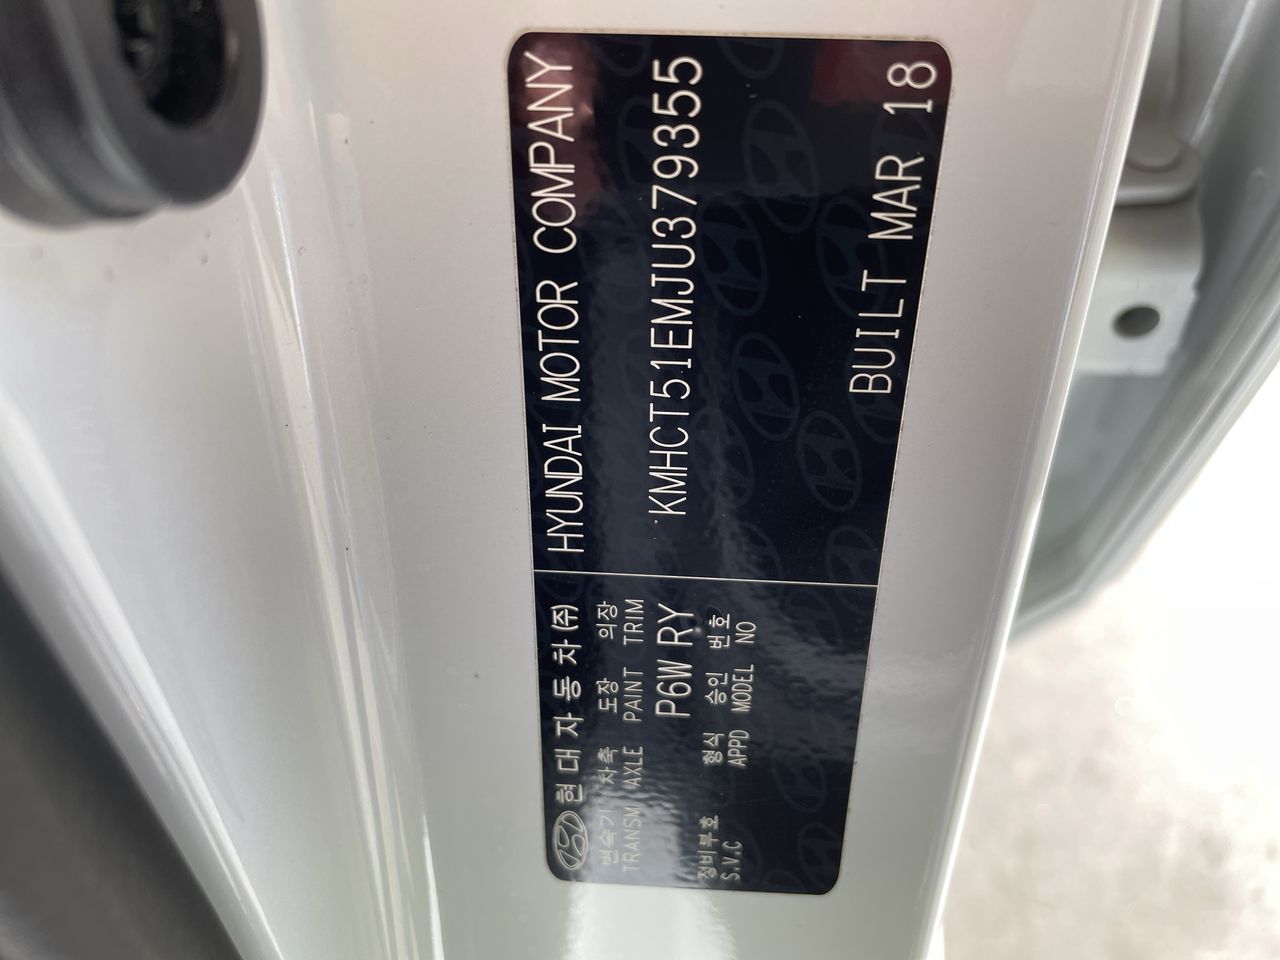 현대자동차(주)
HYUNDAI MOTOR COMPANY
변속기 / 차축 도장 의장
TRANSM AXLE PAINT TRIM
P6W RY
KMHCT51EMJU379355
정비부호 형식 승인 번호
S.V.C APPD MODEL NO
BUILT MAR 18